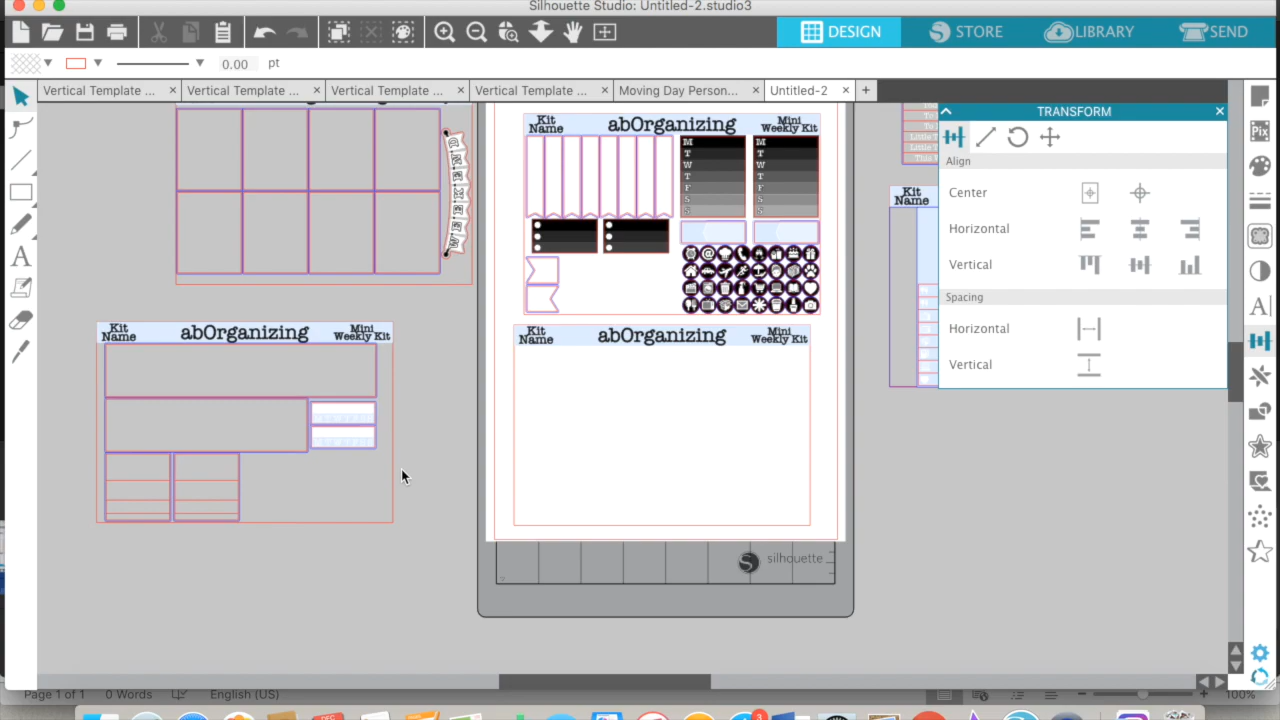 Silhouette Studio: Untitled-2.studio3
DESIGN
STORE
LIBRARY
SEND
0.00 pt
Vertical Template ...
Vertical Template ...
Vertical Template ...
Vertical Template ...
Moving Day Person...
Untitled-2
TRANSFORM
Align
Center
Horizontal
Vertical
Spacing
Horizontal
Vertical
Kit Name
abOrganizing
Mini Weekly Kit
M
T
W
T
F
S
S
M
T
W
T
F
S
S
Kit Name
abOrganizing
Mini Weekly Kit
Kit Name
abOrganizing
Mini Weekly Kit
Kit Name
Pix
silhouette
Page 1 of 1
0 Words
English (US)
100%